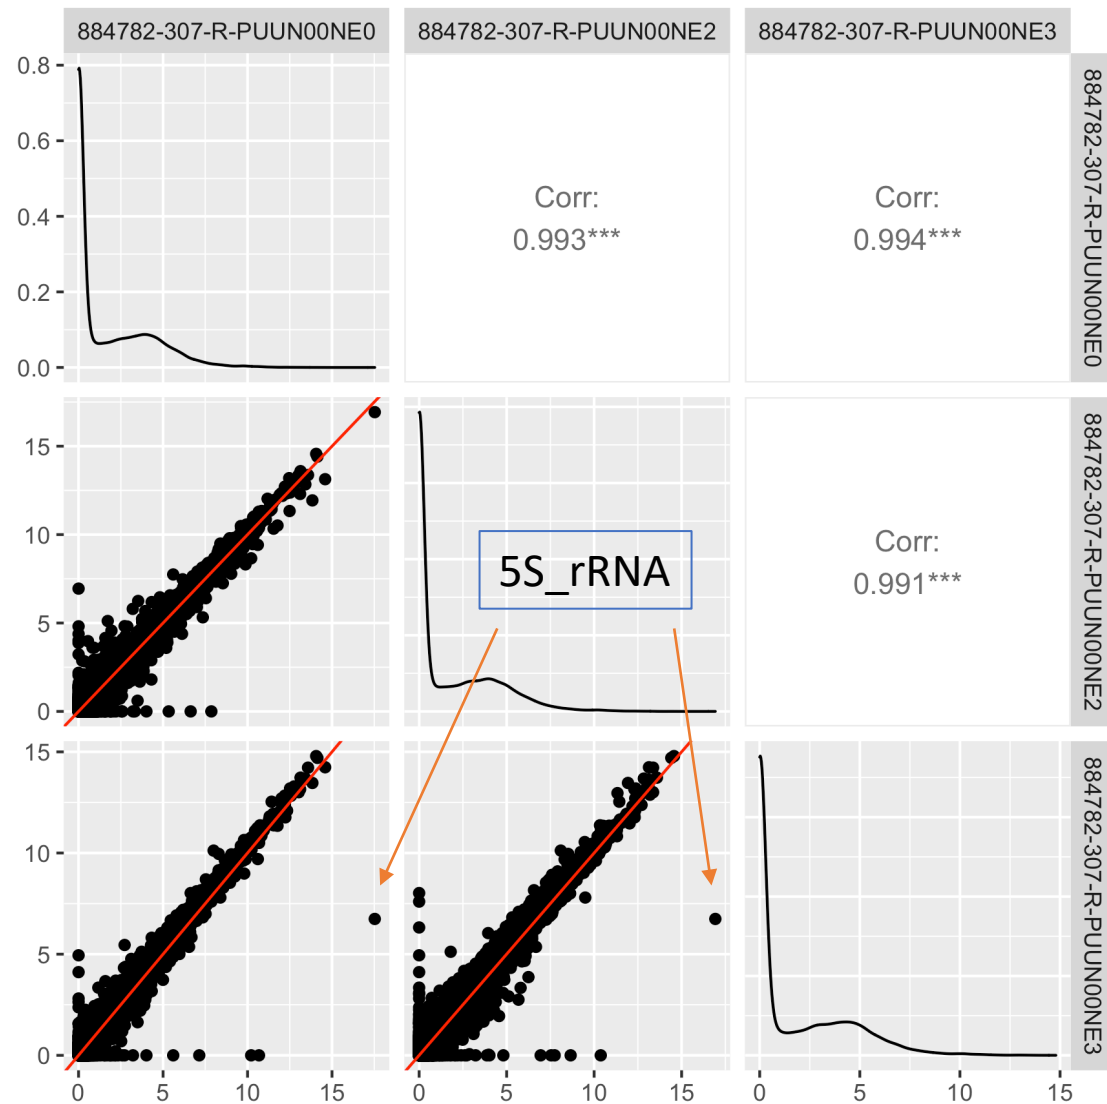 884782-307-R-PUUN00NE0
884782-307-R-PUUN00NE2
884782-307-R-PUUN00NE3
0.8
0.6
0.4
0.2
0.0
Corr:
0.993***
Corr:
0.994***
884782-307-R-PUUN00NE0
15
10
5
0
5S_rRNA
Corr:
0.991***
884782-307-R-PUUN00NE2
15
10
5
0
884782-307-R-PUUN00NE3
0 5 10 15
0 5 10 15
0 5 10 15